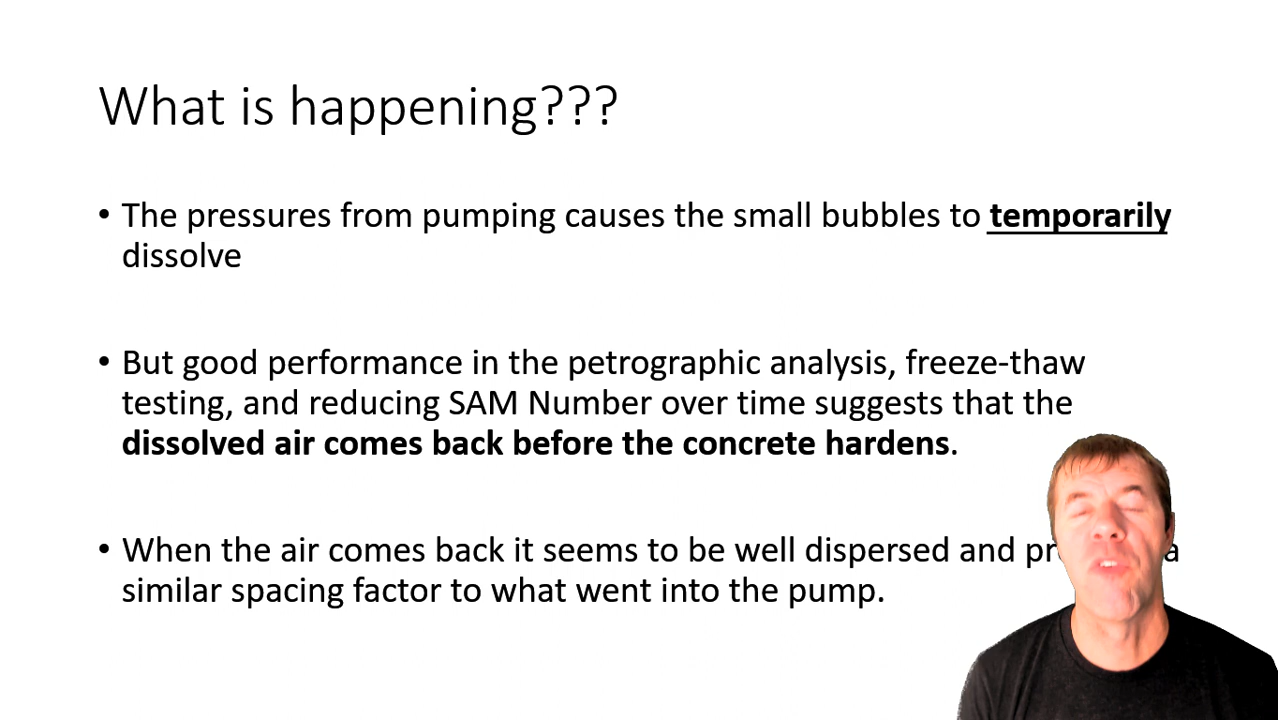 What is happening???
• The pressures from pumping causes the small bubbles to temporarily
dissolve
• But good performance in the petrographic analysis, freeze-thaw
testing, and reducing SAM Number over time suggests that the
dissolved air comes back before the concrete hardens.
• When the air comes back it seems to be well dispersed and a
similar spacing factor to what went into the pump.